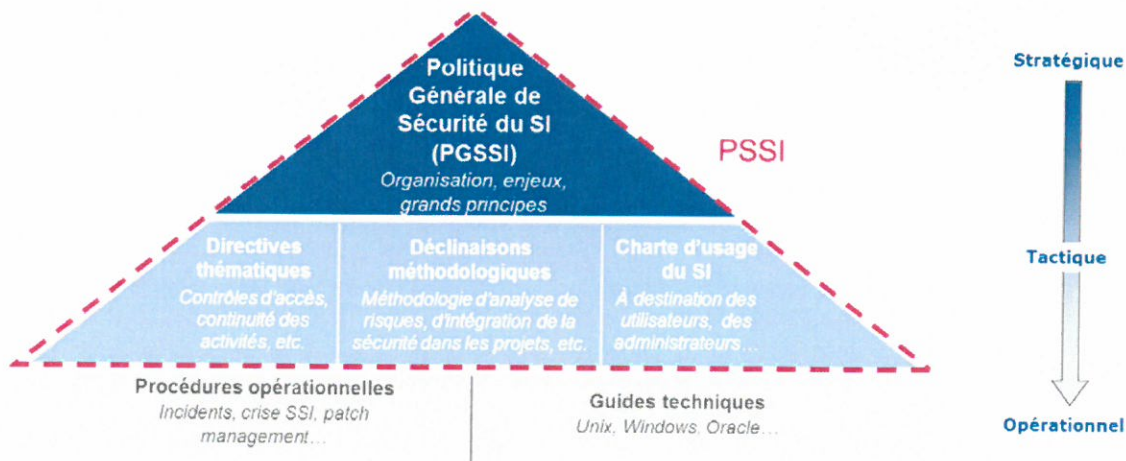 Politique
Générale de
Sécurité du SI
(PGSSI)
Organisation, enjeux,
grands principes
PSSI
Directives
thématiques
Contrôles d'accès,
continuité des
activités, etc.
Déclinaisons
méthodologiques
Méthodologie d'analyse de
risques, d'intégration de la
sécurité dans les projets, etc.
Charte d'usage
du SI
À destination des
utilisateurs, des
administrateurs…
Procédures opérationnelles
Incidents, crise SSI, patch
management…
Guides techniques
Unix, Windows, Oracle…
Stratégique
Tactique
Opérationnel